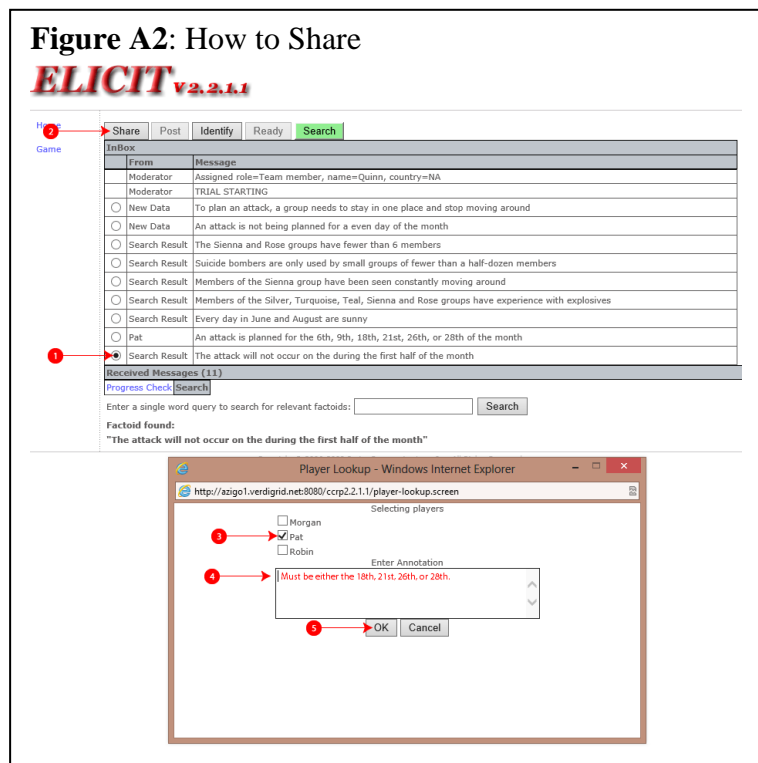 Figure A2: How to Share
ELICIT v2.2.1.1
Home
Game
2
Share Post Identify Ready Search
InBox
From Message
Moderator Assigned role=Team member, name=Quinn, country=NA
Moderator TRIAL STARTING
New Data To plan an attack, a group needs to stay in one place and stop moving around
New Data An attack is not being planned for a even day of the month
Search Result The Sienna and Rose groups have fewer than 6 members
Search Result Suicide bombers are only used by small groups of fewer than a half-dozen members
Search Result Members of the Sienna group have been seen constantly moving around
Search Result Members of the Silver, Turquoise, Teal, Sienna and Rose groups have experience with explosives
Search Result Every day in June and August are sunny
Pat An attack is planned for the 6th, 9th, 18th, 21st, 26th, or 28th of the month
1 Search Result The attack will not occur on the during the first half of the month
Received Messages (11)
Progress Check Search
Enter a single word query to search for relevant factoids: Search
Factoid found:
"The attack will not occur on the during the first half of the month"
Player Lookup - Windows Internet Explorer
http://azigo1.verdigrid.net:8080/ccrp2.2.1.1/player-lookup.screen
Selecting players
Morgan
3 Pat
Robin
Enter Annotation
4 Must be either the 18th, 21st, 26th, or 28th.
5 OK Cancel